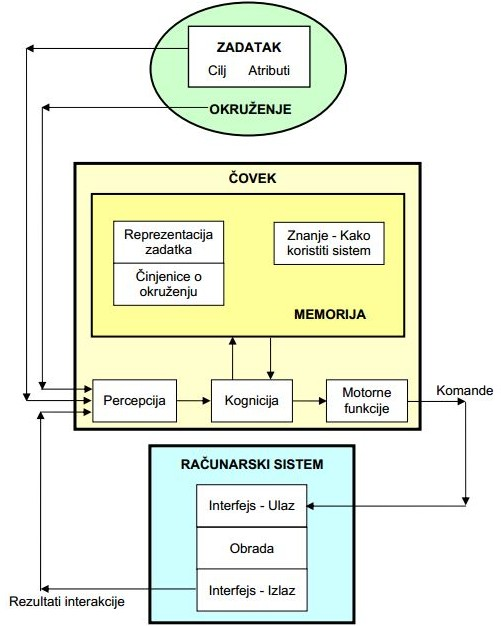 ZADATAK
Cilj Atributi
OKRUŽENJE
ČOVEK
Reprezentacija
zadatka
Činjenice o
okruženju
Znanje - Kako
koristiti sistem
MEMORIJA
Percepcija
Kognicija
Motorne
funkcije
Komande
RAČUNARSKI SISTEM
Interfejs - Ulaz
Obrada
Interfejs - Izlaz
Rezultati interakcije